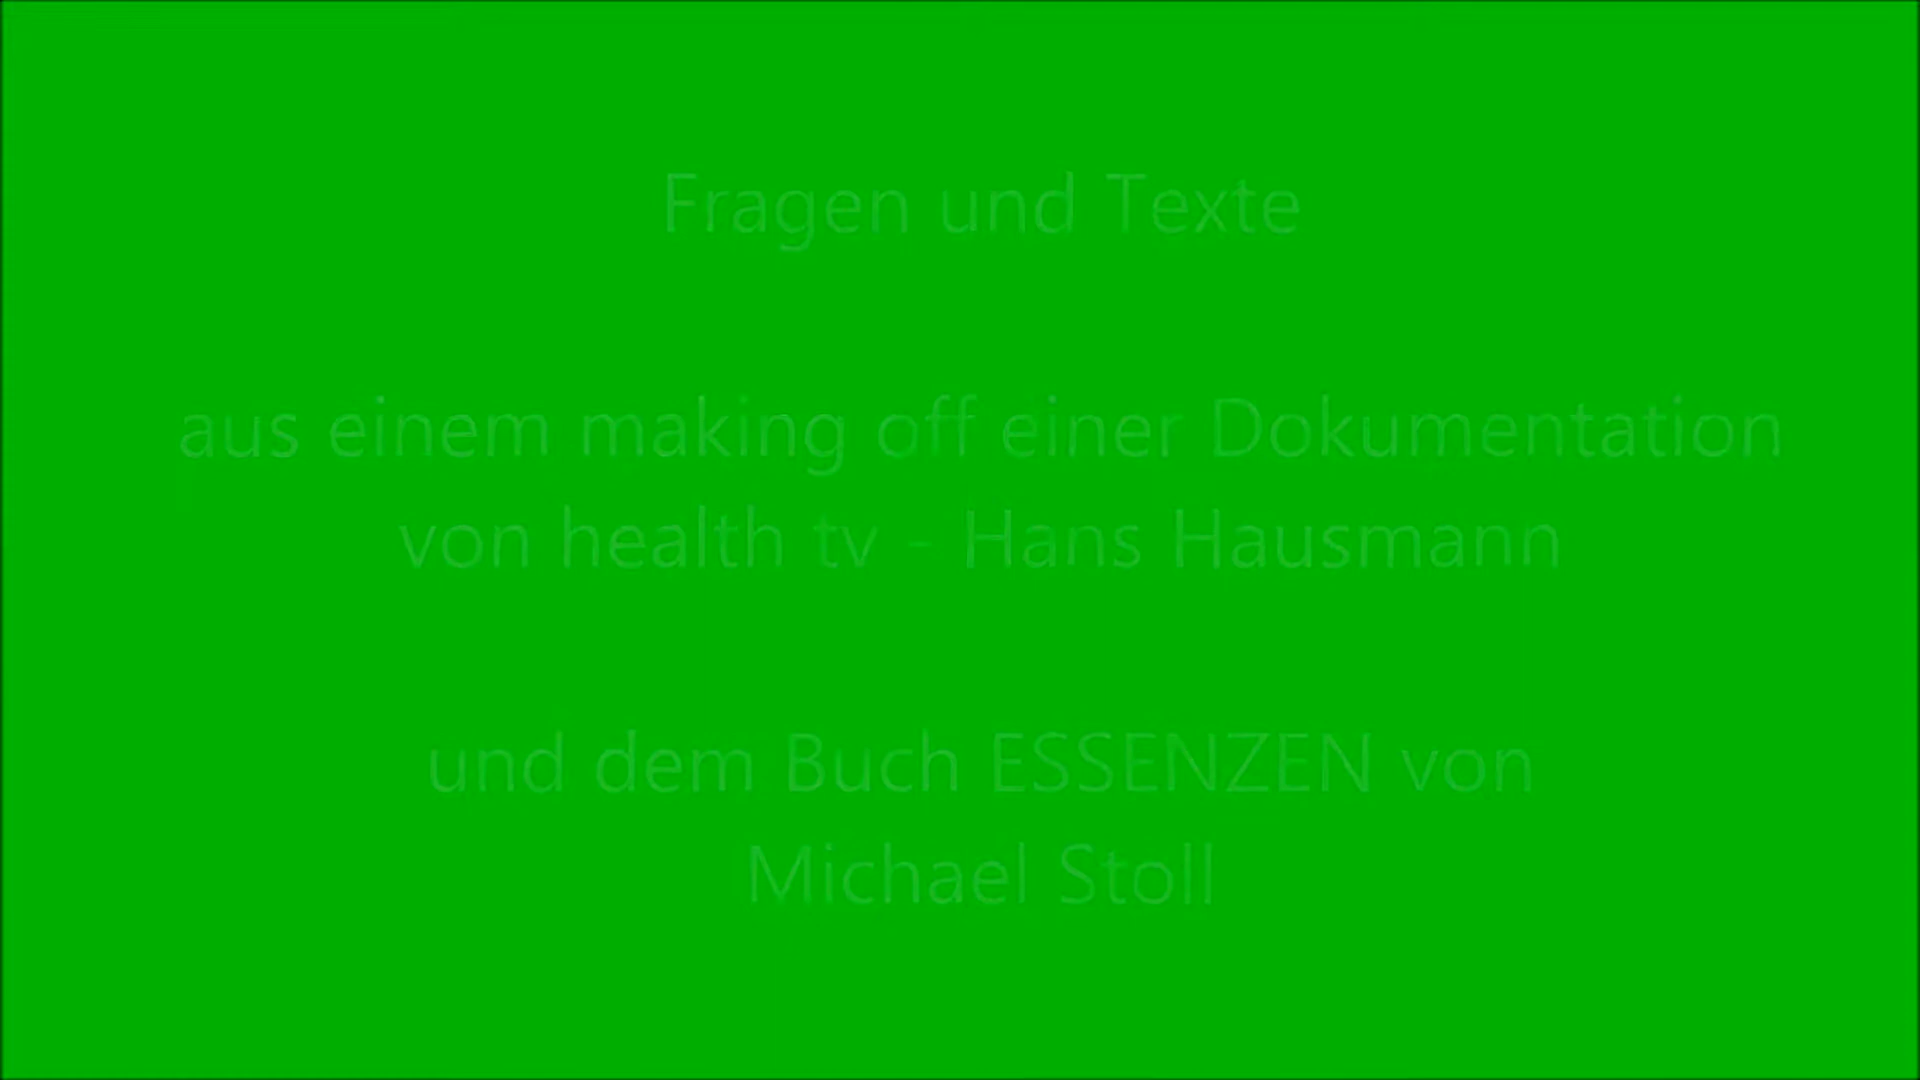 Fragen und Texte
aus einem making off einer Dokumentation
von health tv - Hans Hausmann
und dem Buch ESSENZEN von
Michael Stoll